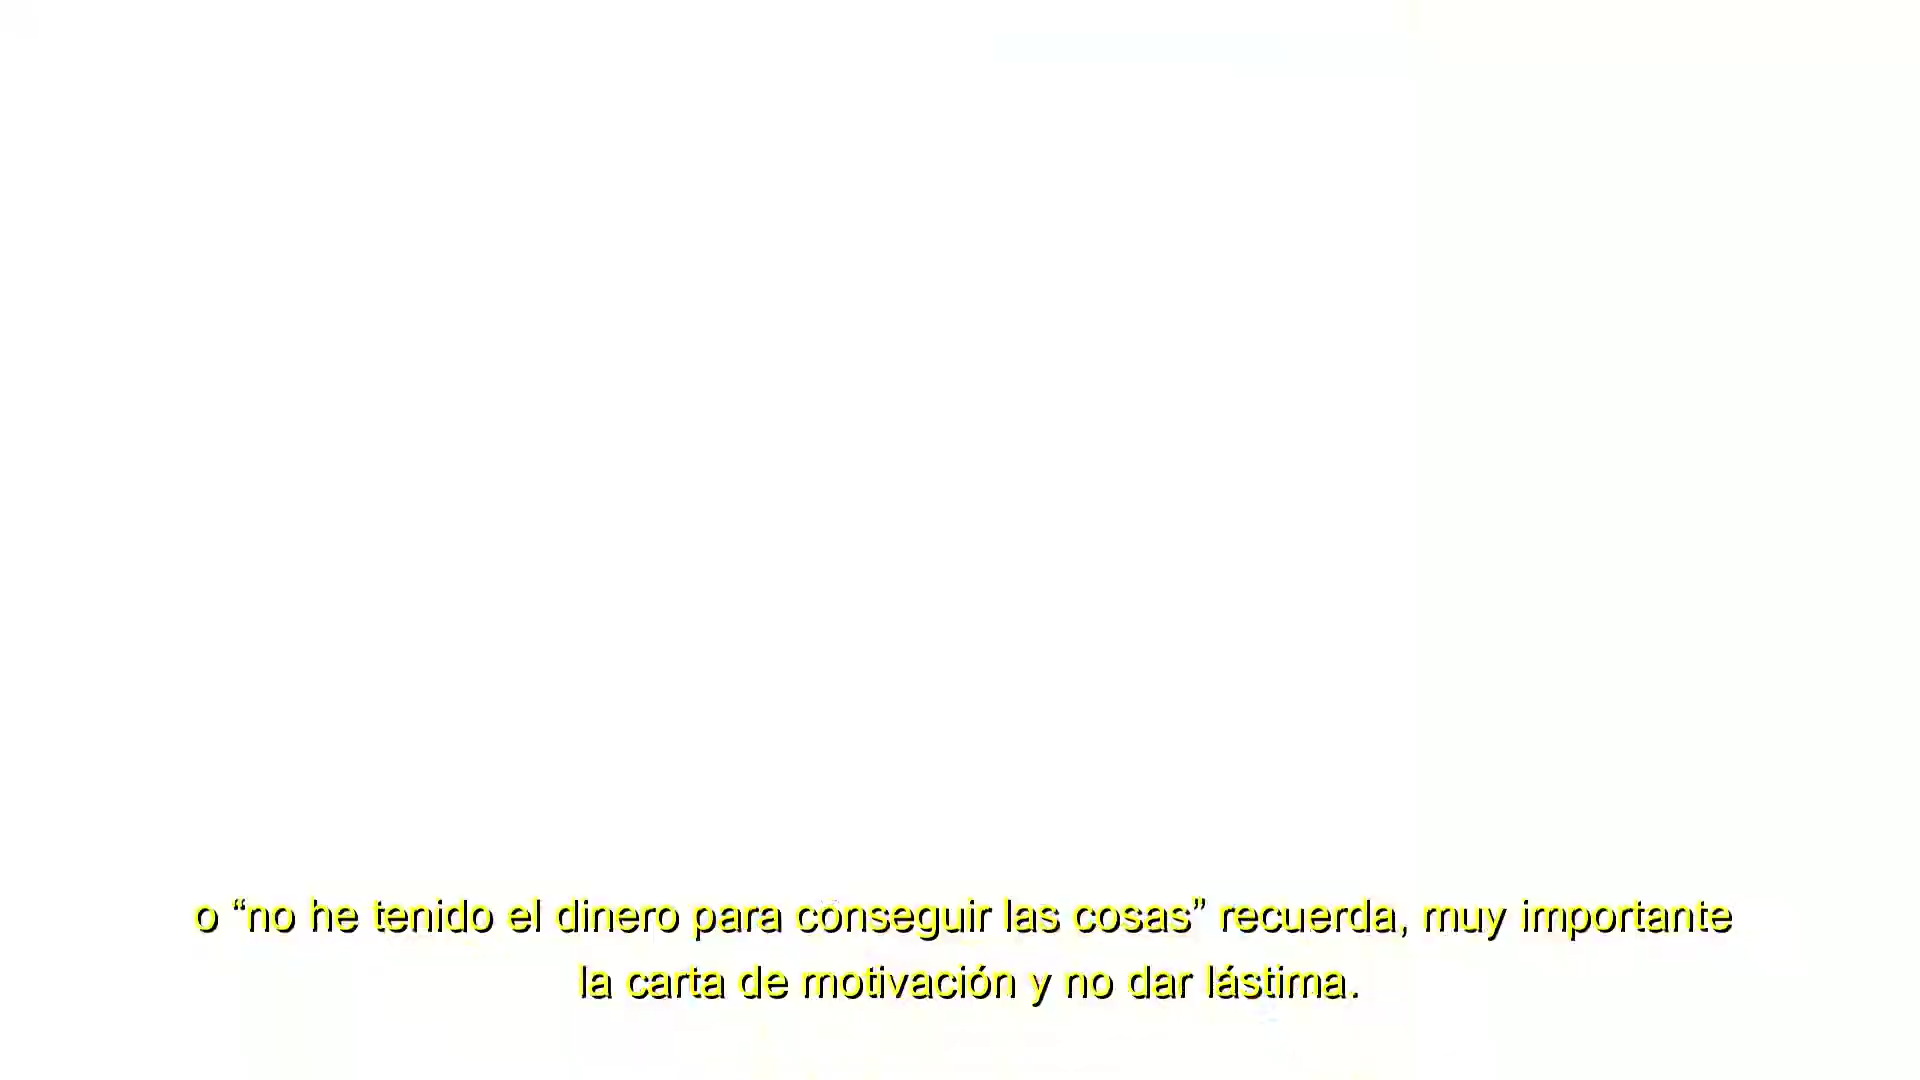 o “no he tenido el dinero para conseguir las cosas” recuerda, muy importante
la carta de motivación y no dar lástima.